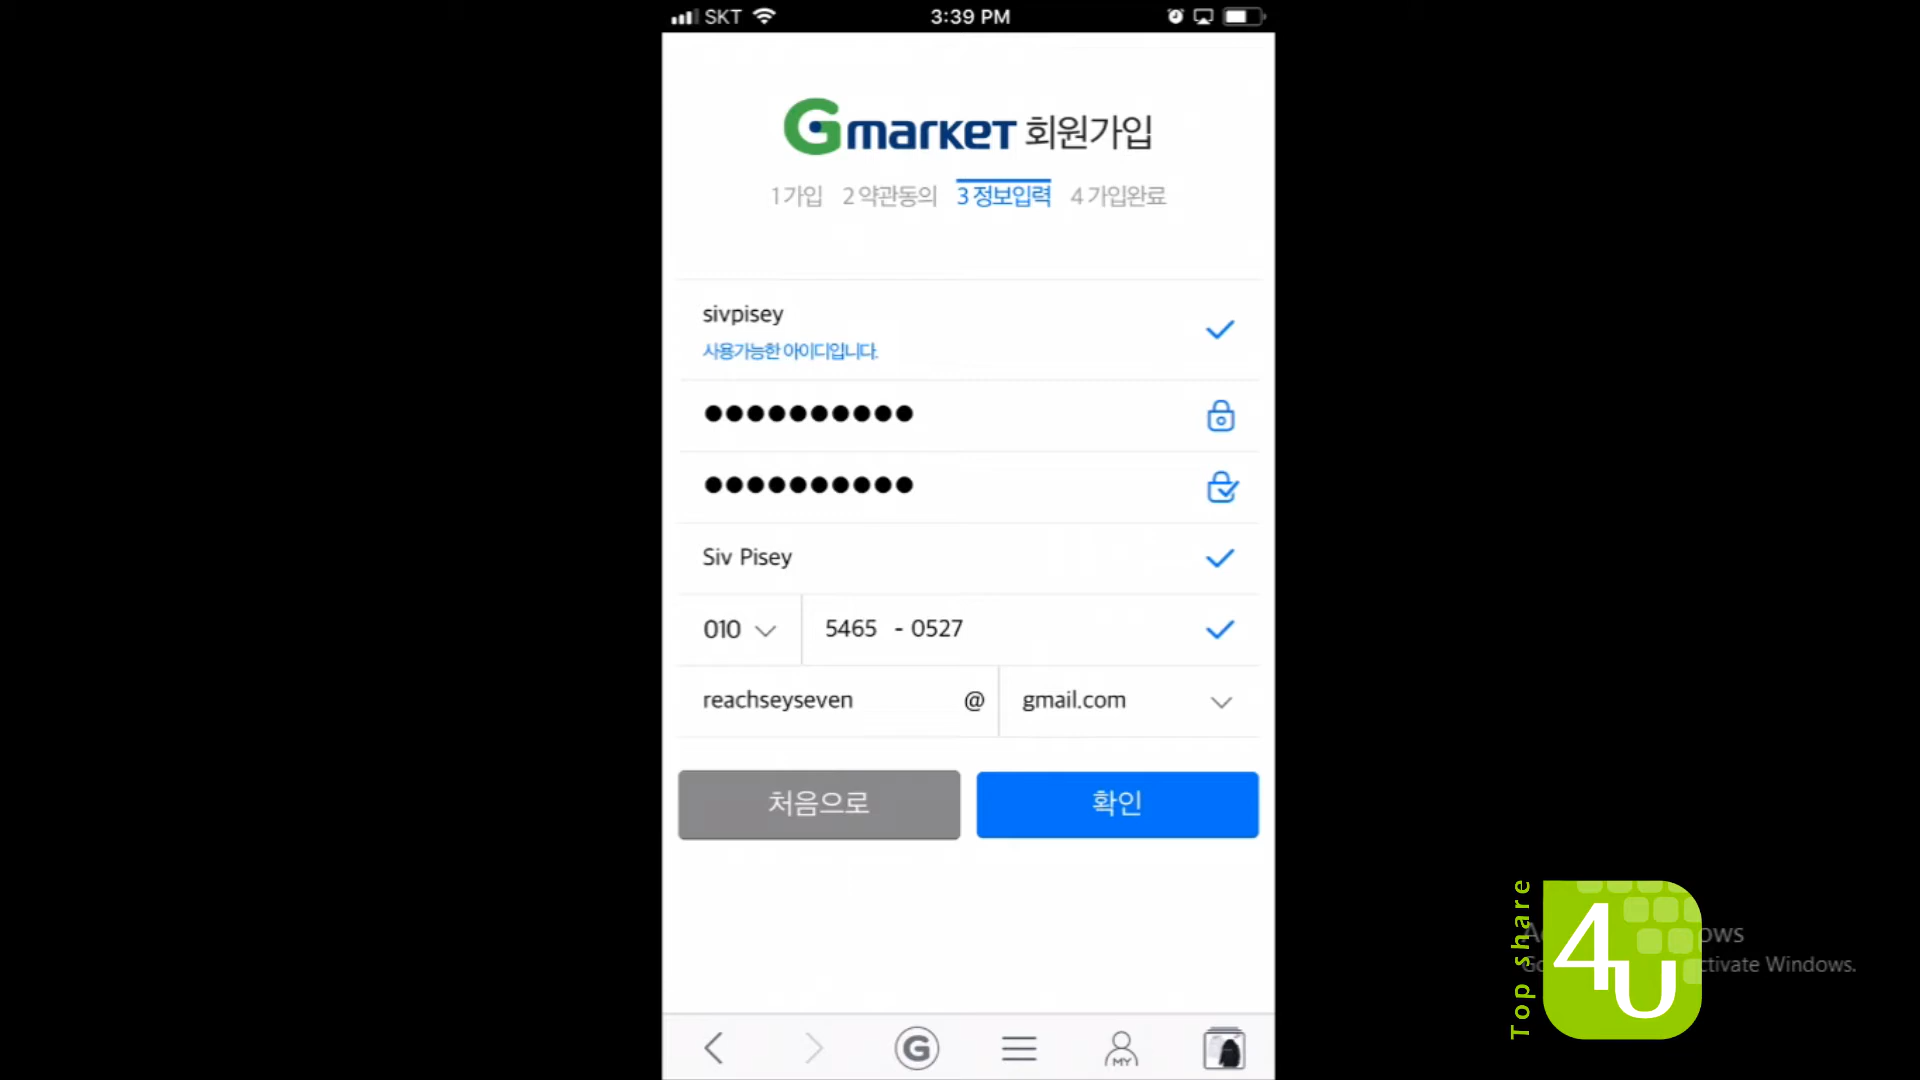 SKT 3:39 PM
Gmarket 회원가입
1 가입 2 약관동의 3 정보입력 4 가입완료
sivpisey
사용가능한 아이디입니다.
●●●●●●●●●●
●●●●●●●●●●
Siv Pisey
010 5465 - 0527
reachseyseven @ gmail.com
처음으로 확인
G MY
Top share
4U
ctivate Windows.